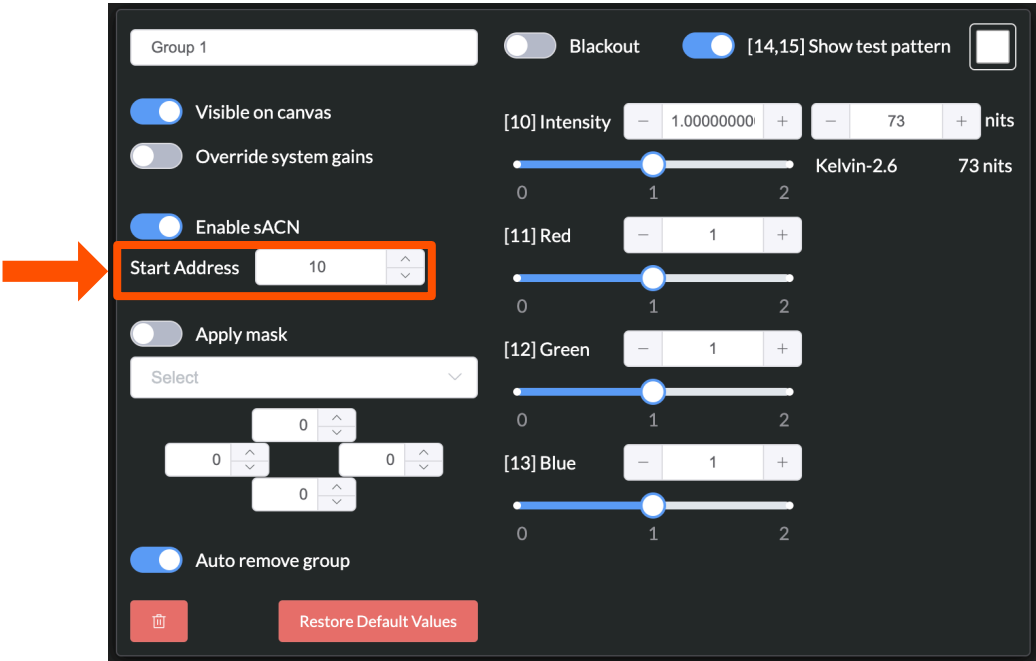 Group 1
Blackout
[14,15] Show test pattern
Visible on canvas
Override system gains
[10] Intensity
− 1.00000000 +
− 73 + nits
Kelvin-2.6 73 nits
0 1 2
Enable sACN
Start Address 10
[11] Red
− 1 +
0 1 2
Apply mask
Select
0
0 0
0
[12] Green
− 1 +
0 1 2
[13] Blue
− 1 +
0 1 2
Auto remove group
Restore Default Values